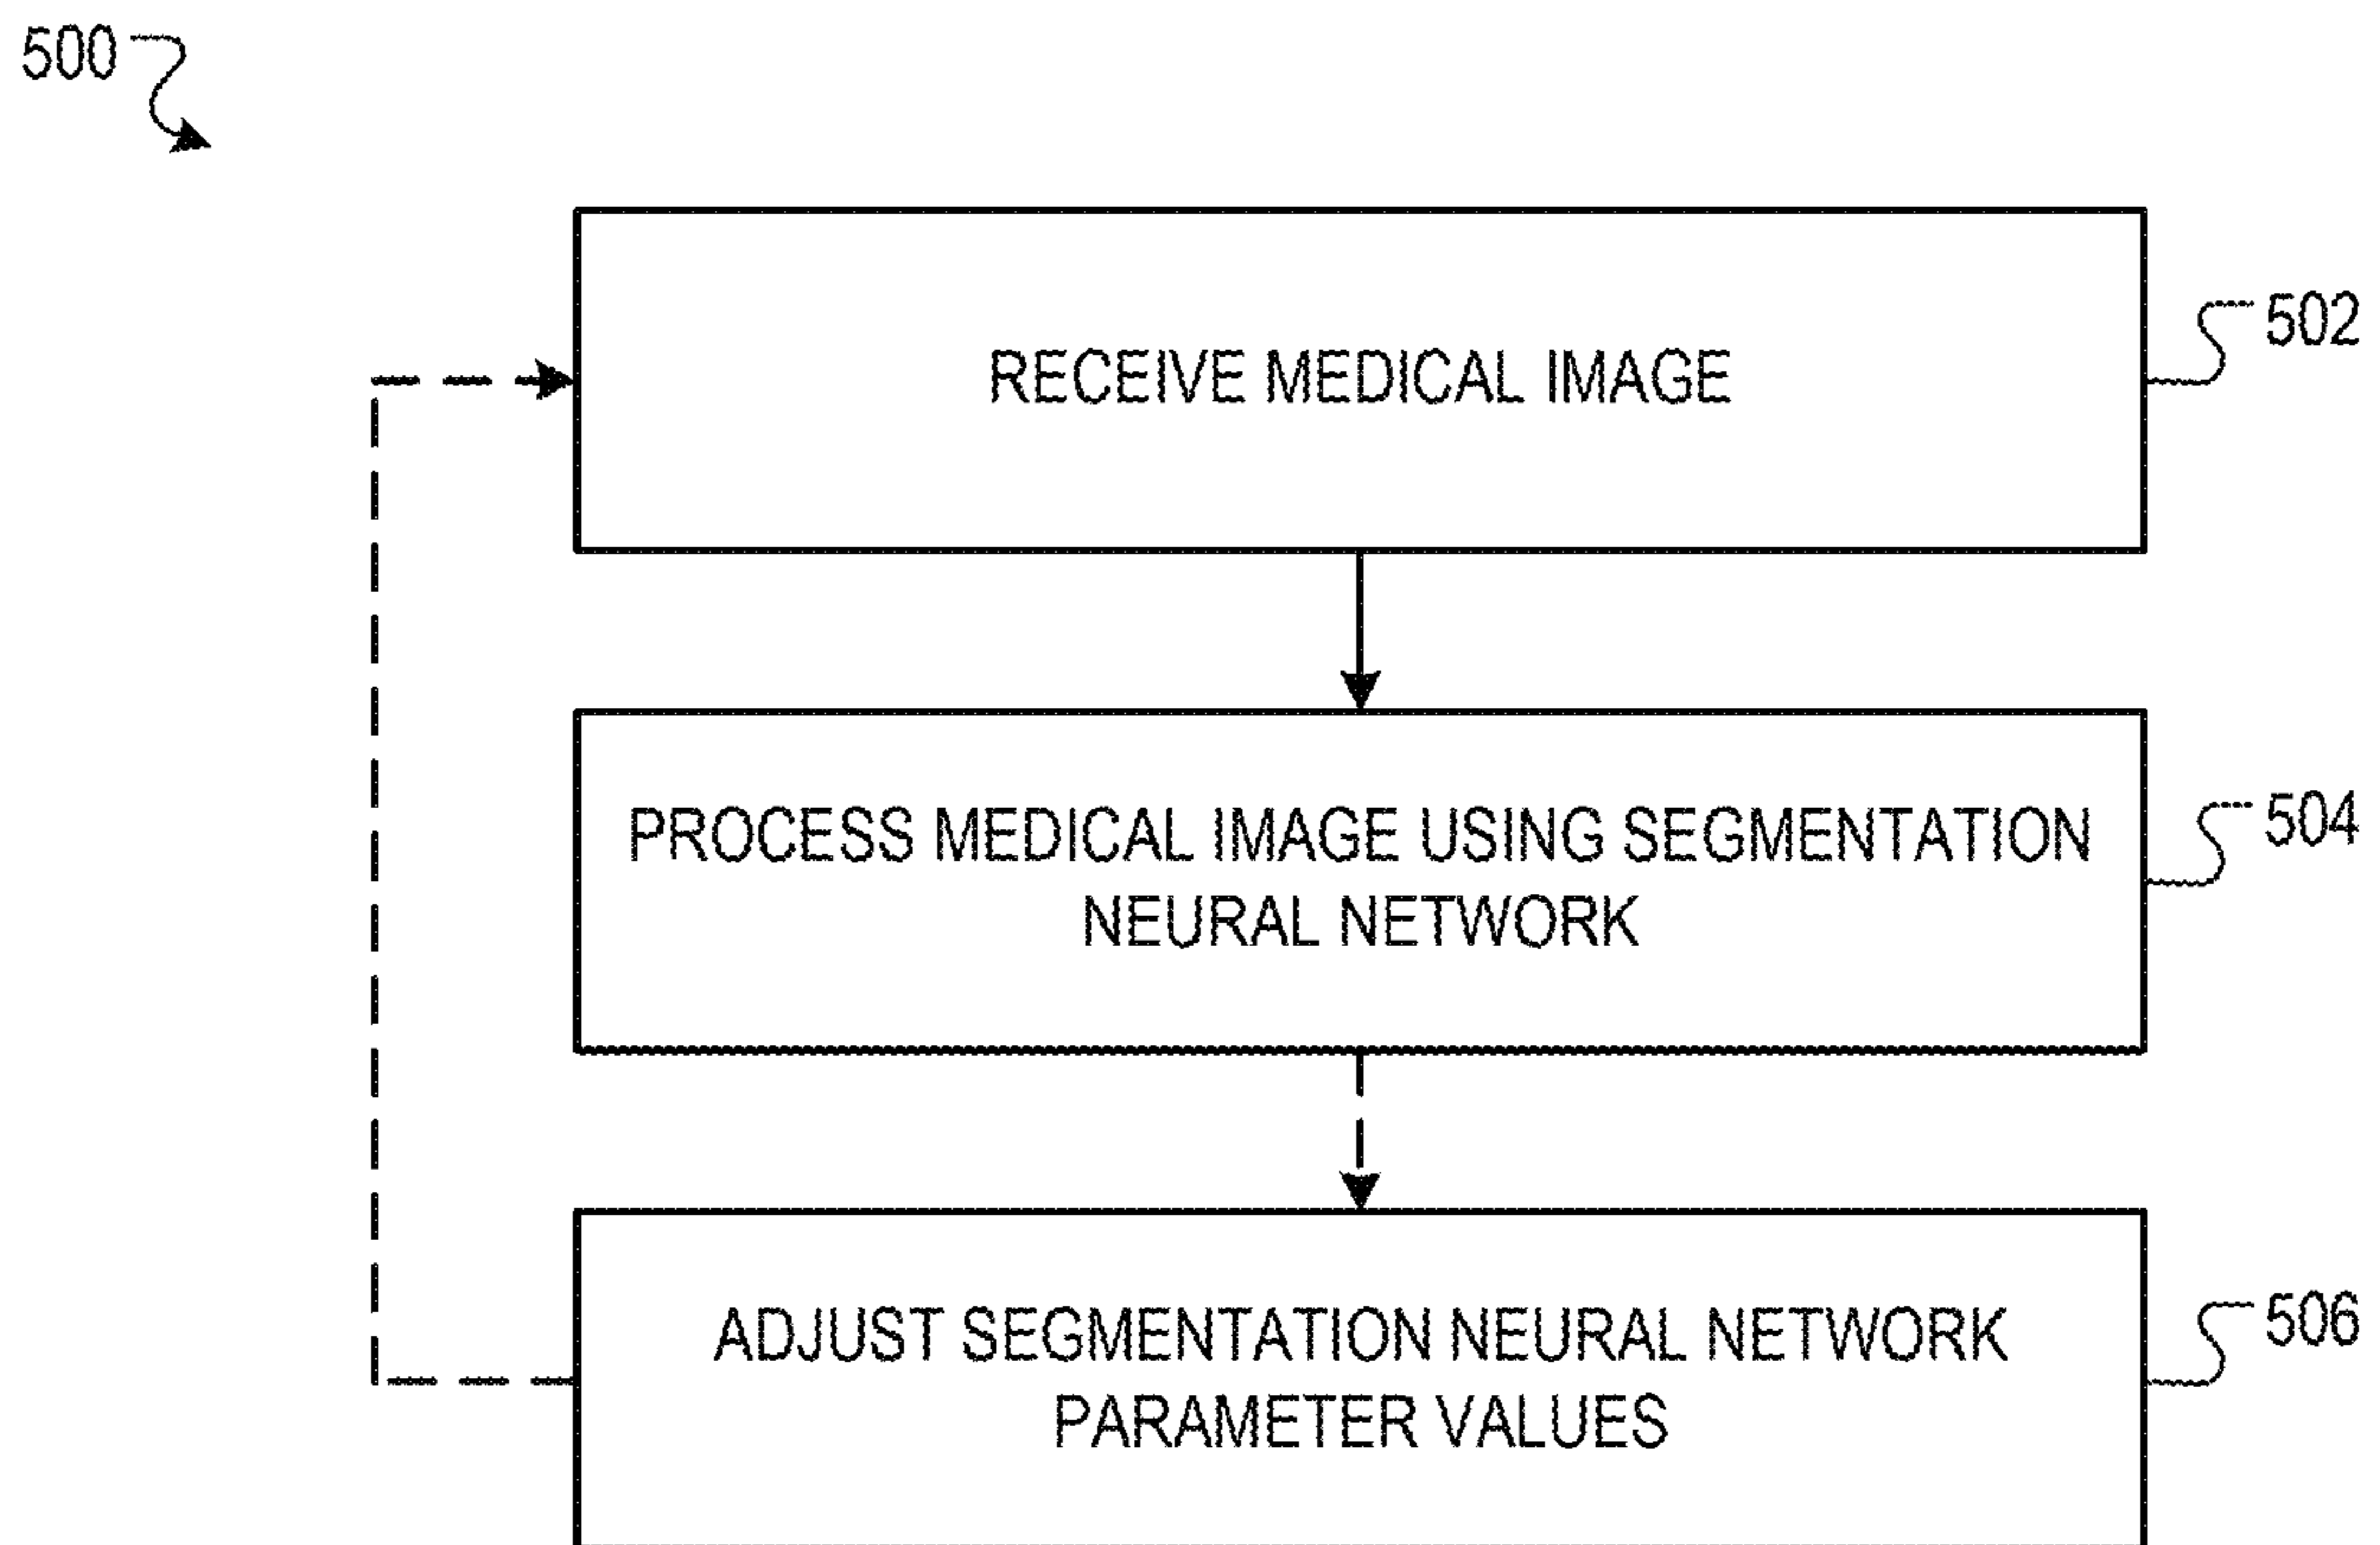 500
RECEIVE MEDICAL IMAGE
502
PROCESS MEDICAL IMAGE USING SEGMENTATION
NEURAL NETWORK
504
ADJUST SEGMENTATION NEURAL NETWORK
PARAMETER VALUES
506